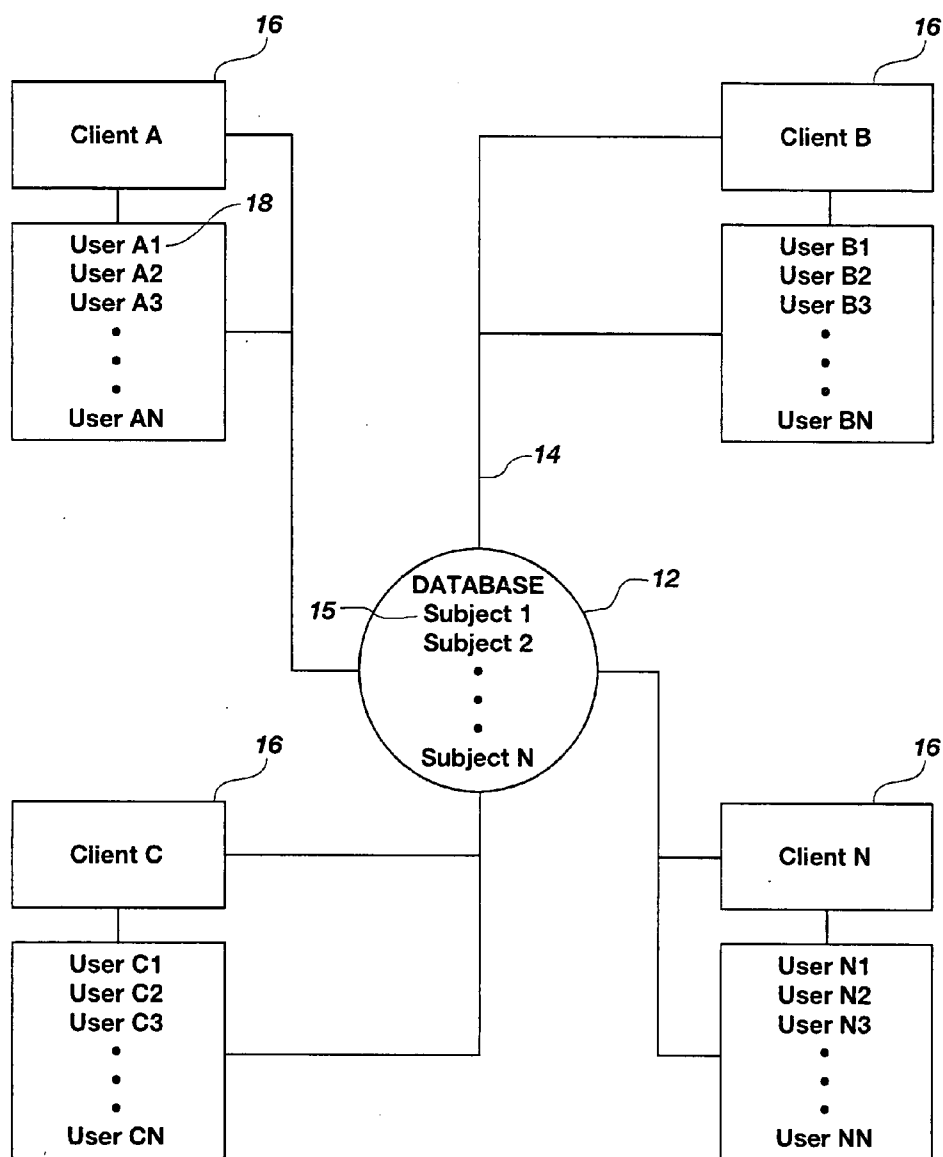 16
Client A
18
User A1
User A2
User A3
User AN
16
Client B
User B1
User B2
User B3
User BN
14
12
DATABASE
15
Subject 1
Subject 2
Subject N
16
Client C
User C1
User C2
User C3
User CN
16
Client N
User N1
User N2
User N3
User NN